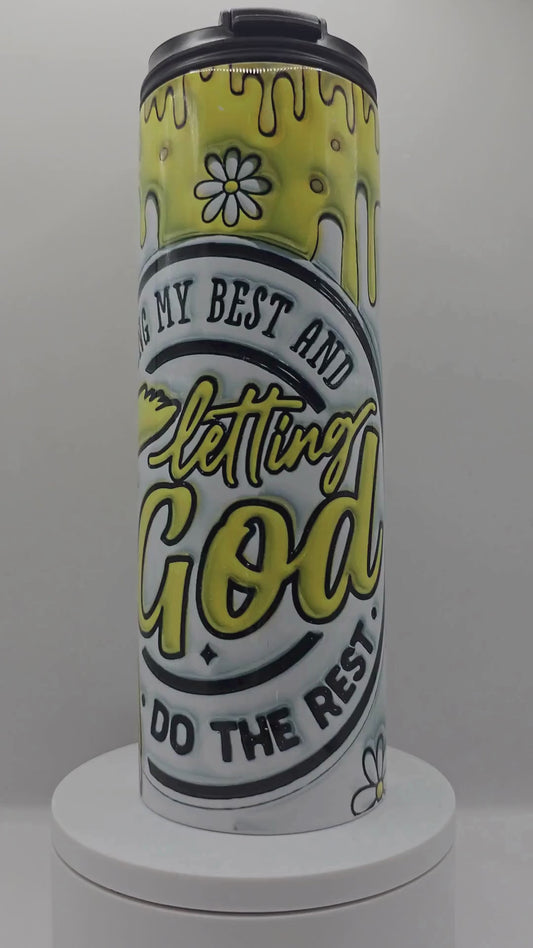 MY BEST AND
letting
God
DO THE REST